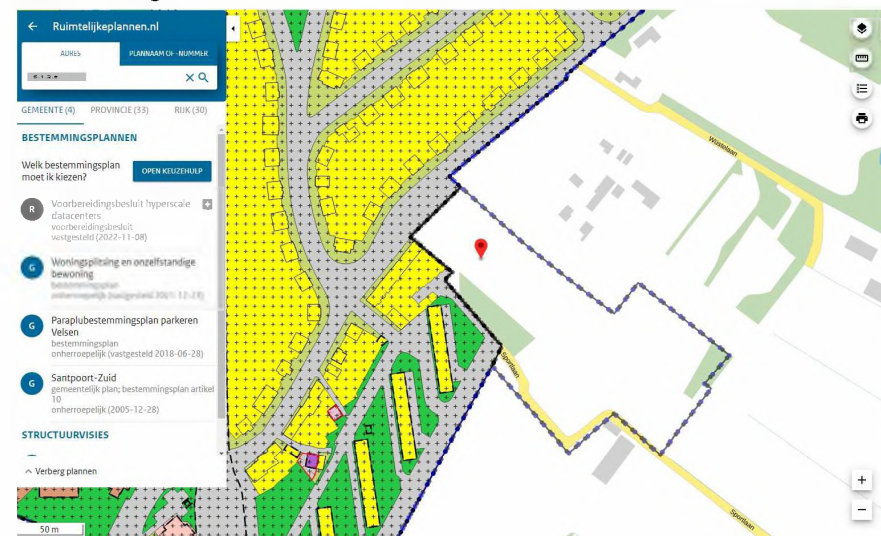 Ruimtelijkeplannen.nl
ADRES
PLANNAAM OF -NUMMER
GEMEENTE (4)
PROVINCIE (33)
RIJK (30)
BESTEMMINGSPLANNEN
Welk bestemmingsplan
moet ik kiezen?
OPEN KEUZEHULP
R
Voorbereidingsbesluit hyperscale
datacenters
voorbereidingsbesluit
vastgesteld (2022-11-08)
G
Woningsplitsing en onzelfstandige
bewoning
bestemmingsplan
G
Paraplubestemmingsplan parkeren
Velsen
bestemmingsplan
onherroepelijk (vastgesteld 2018-06-28)
G
Santpoort-Zuid
gemeentelijk plan; bestemmingsplan artikel
10
onherroepelijk (2005-12-28)
STRUCTUURVISIES
Verberg plannen
50 m
Wüstelaan
Sportlaan
Sportlaan